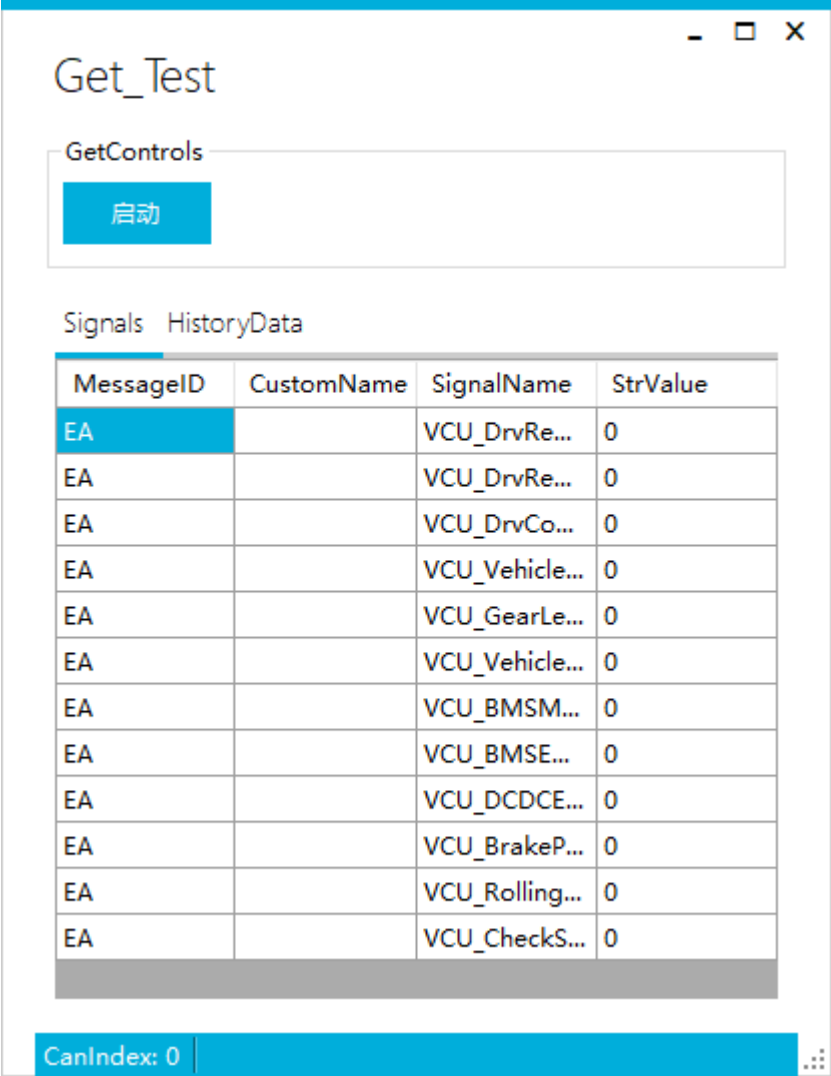 Get_Test
GetControls
启动
Signals HistoryData
MessageID CustomName SignalName StrValue
EA VCU_DrvRe... 0
EA VCU_DrvRe... 0
EA VCU_DrvCo... 0
EA VCU_Vehicle... 0
EA VCU_GearLe... 0
EA VCU_Vehicle... 0
EA VCU_BMSM... 0
EA VCU_BMSE... 0
EA VCU_DCDCE... 0
EA VCU_BrakeP... 0
EA VCU_Rolling... 0
EA VCU_CheckS... 0
CanIndex: 0